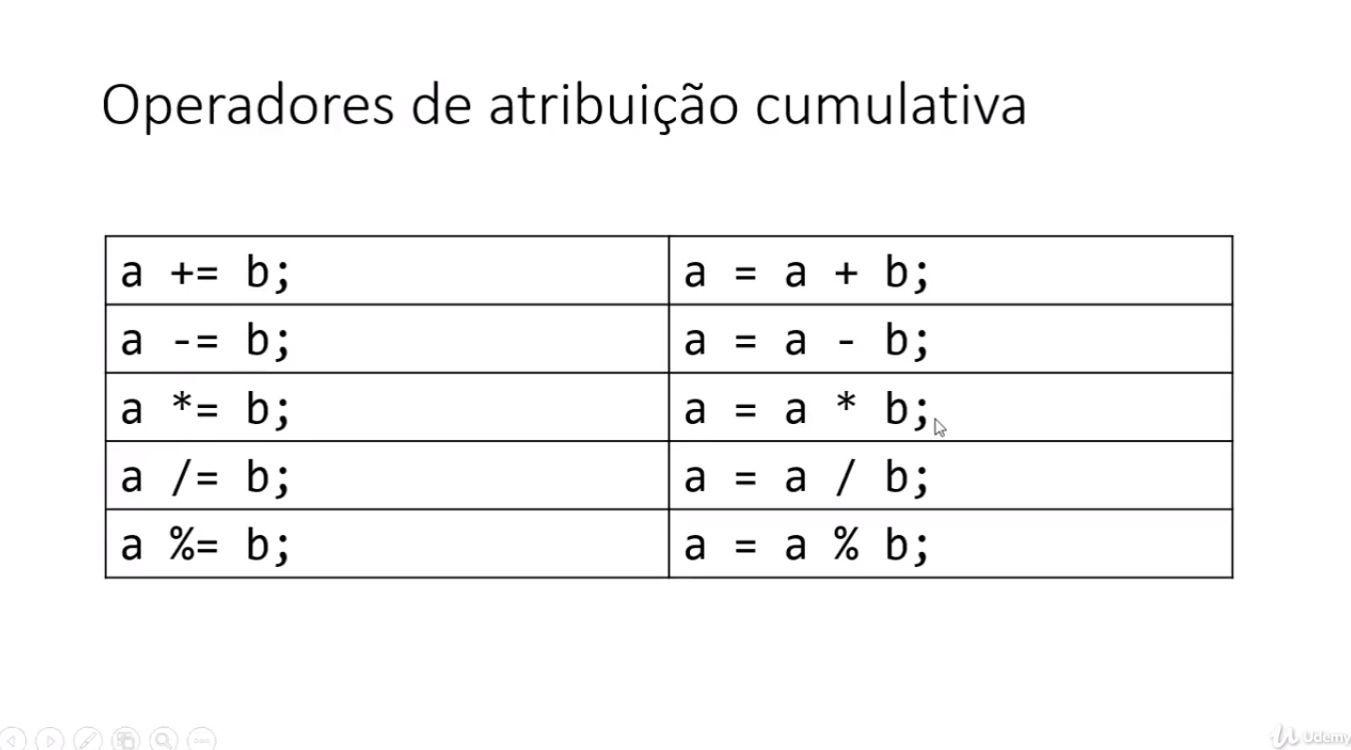 Operadores de atribuição cumulativa
a += b; a = a + b;
a -= b; a = a - b;
a *= b; a = a * b;
a /= b; a = a / b;
a %= b; a = a % b;
Udemy